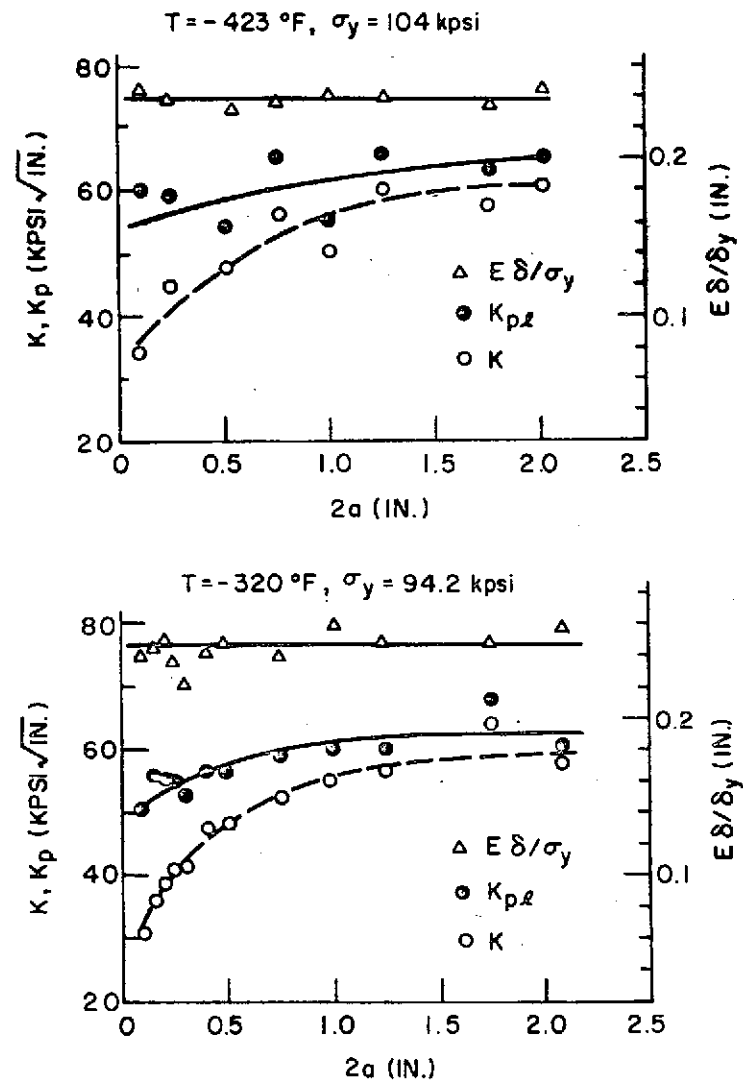 T = - 423 °F, σy = 104 kpsi
80
60
40
20
K, Kp (KPSI √IN.)
0.2
0.1
E δ/δy (IN.)
△ E δ/σy
● Kpℓ
○ K
0 0.5 1.0 1.5 2.0 2.5
2a (IN.)
T = - 320 °F, σy = 94.2 kpsi
80
60
40
20
K, Kp (KPSI √IN.)
0.2
0.1
E δ/δy (IN.)
△ E δ/σy
● Kpℓ
○ K
0 0.5 1.0 1.5 2.0 2.5
2a (IN.)